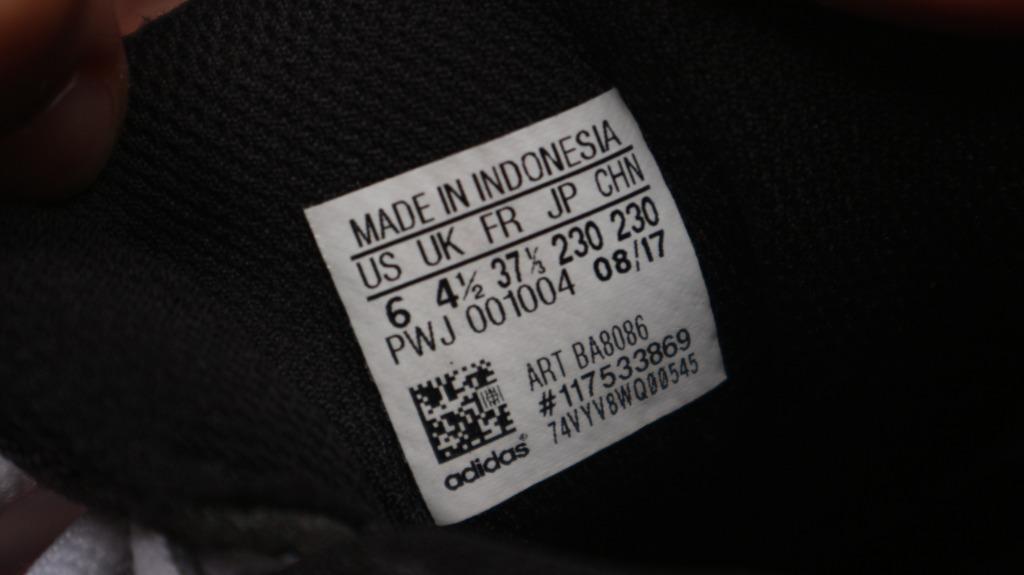 MADE IN INDONESIA
US UK FR JP CHN
6 4½ 37⅓ 230 230
PWJ 001004 08/17
ART BA8086
#117533869
74VYV8WQ00545
adidas®